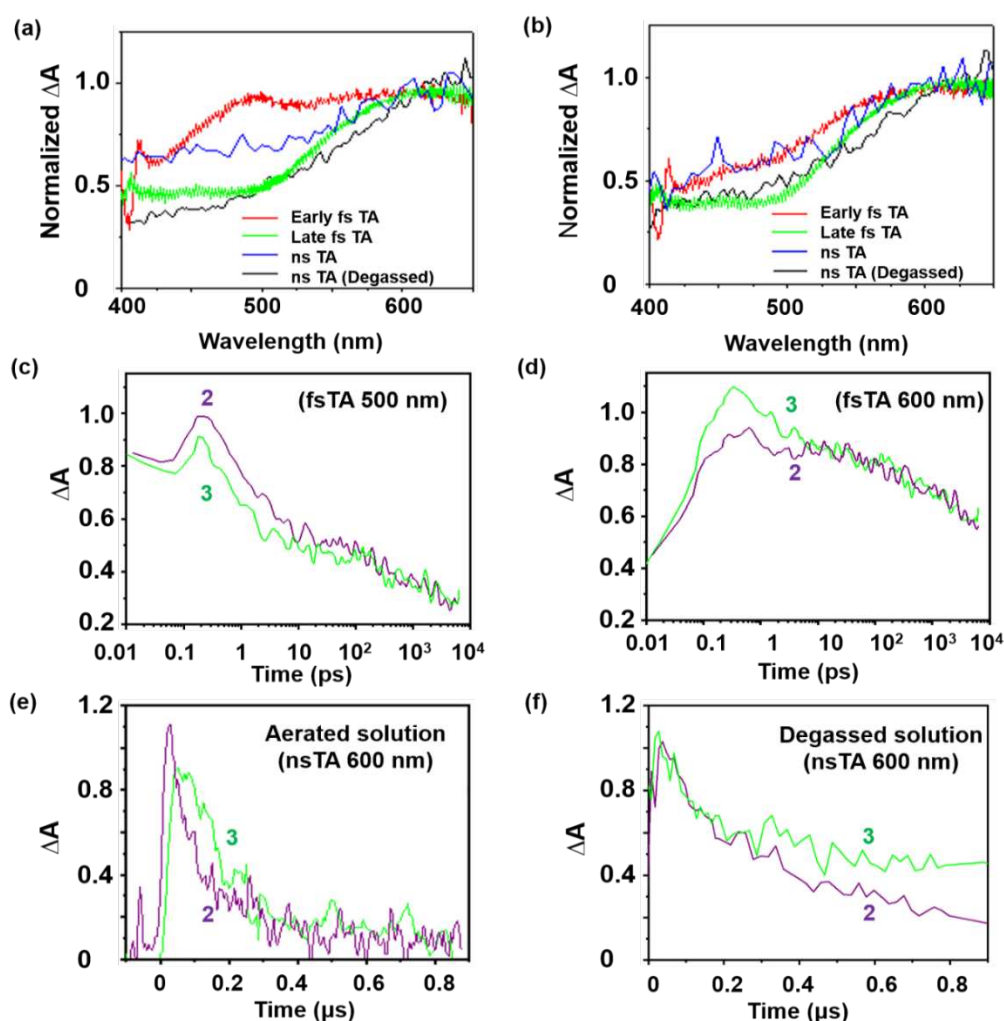 (a)
Normalized ΔA
1.0
0.5
0
Early fs TA
Late fs TA
ns TA
ns TA (Degassed)
400 500 600
Wavelength (nm)
(b)
Normalized ΔA
1.0
0.5
0
Early fs TA
Late fs TA
ns TA
ns TA (Degassed)
400 500 600
Wavelength (nm)
(c)
ΔA
1.0
0.8
0.6
0.4
0.2
2
3
(fsTA 500 nm)
0.01 0.1 1 10 10² 10³ 10⁴
Time (ps)
(d)
ΔA
1.0
0.8
0.6
0.4
0.2
3
2
(fsTA 600 nm)
0.01 0.1 1 10 10² 10³ 10⁴
Time (ps)
(e)
ΔA
1.2
0.8
0.4
0
Aerated solution
(nsTA 600 nm)
3
2
0 0.2 0.4 0.6 0.8
Time (μs)
(f)
ΔA
1.2
0.8
0.4
0
Degassed solution
(nsTA 600 nm)
3
2
0 0.2 0.4 0.6 0.8
Time (μs)